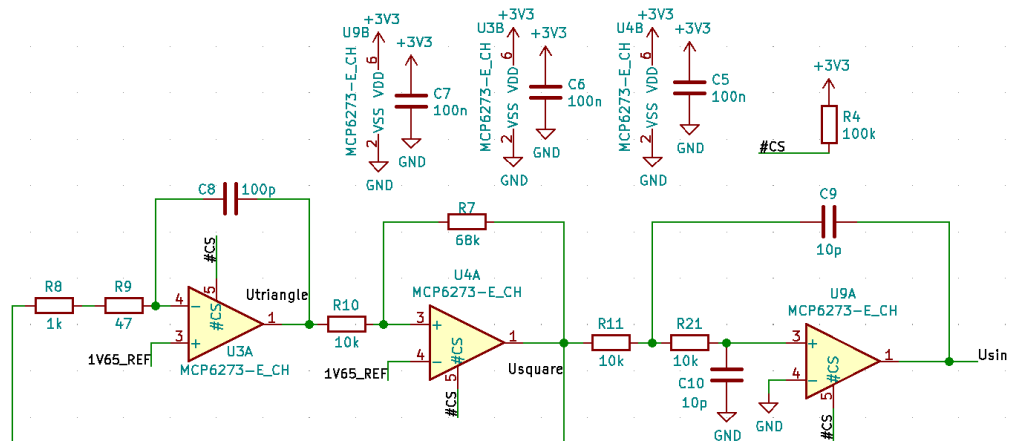 +3V3
U9B
+3V3
6
VDD
VSS
MCP6273-E_CH
2
GND
C7
100n
GND
+3V3
U3B
+3V3
6
VDD
VSS
MCP6273-E_CH
2
GND
C6
100n
GND
+3V3
U4B
+3V3
6
VDD
VSS
MCP6273-E_CH
2
GND
C5
100n
GND
+3V3
R4
100k
#CS
C8
100p
#CS
R8
1k
R9
47
4
3
5
#CS
1
-
+
1V65_REF
U3A
MCP6273-E_CH
Utriangle
R10
10k
R7
68k
U4A
MCP6273-E_CH
3
4
+
-
#CS
5
1
1V65_REF
#CS
Usquare
R11
10k
R21
10k
C9
10p
C10
10p
GND
GND
U9A
MCP6273-E_CH
3
4
+
-
#CS
5
1
#CS
Usin